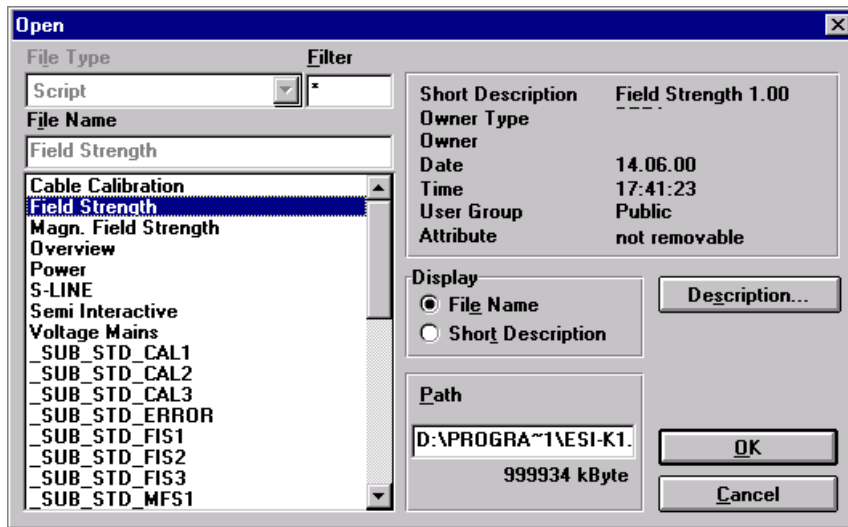 Open
File Type
Filter
Script
*
File Name
Field Strength
Cable Calibration
Field Strength
Magn. Field Strength
Overview
Power
S-LINE
Semi Interactive
Voltage Mains
_SUB_STD_CAL1
_SUB_STD_CAL2
_SUB_STD_CAL3
_SUB_STD_ERROR
_SUB_STD_FIS1
_SUB_STD_FIS2
_SUB_STD_FIS3
_SUB_STD_MFS1
Short Description Field Strength 1.00
Owner Type
Owner
Date 14.06.00
Time 17:41:23
User Group Public
Attribute not removable
Display
File Name
Short Description
Description...
Path
D:\PROGRA~1\ESI-K1.
999934 kByte
OK
Cancel